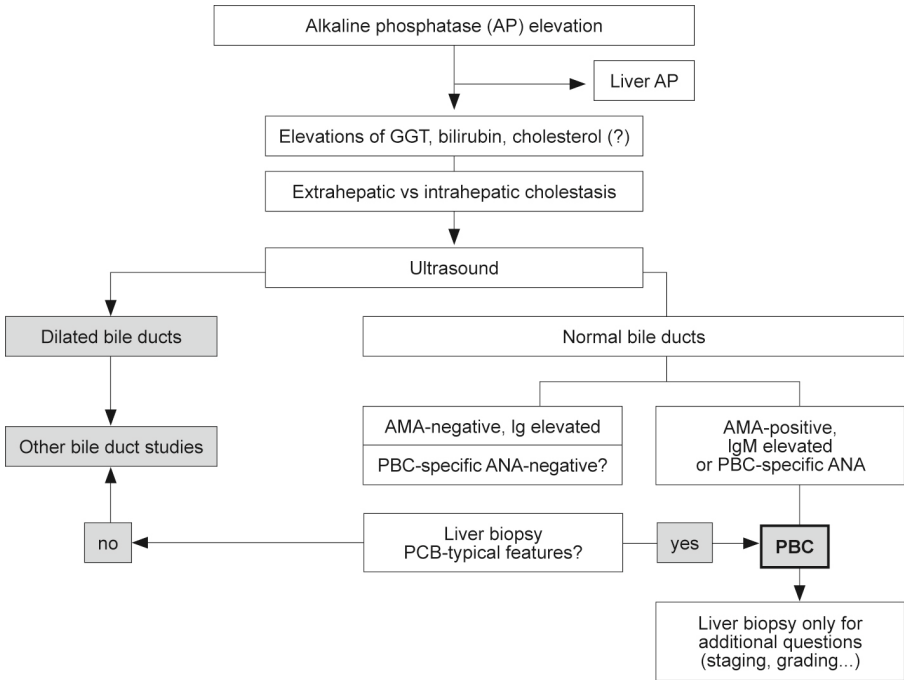 Alkaline phosphatase (AP) elevation
Liver AP
Elevations of GGT, bilirubin, cholesterol (?)
Extrahepatic vs intrahepatic cholestasis
Ultrasound
Dilated bile ducts
Normal bile ducts
Other bile duct studies
AMA-negative, Ig elevated
PBC-specific ANA-negative?
AMA-positive,
IgM elevated
or PBC-specific ANA
no
Liver biopsy
PCB-typical features?
yes
PBC
Liver biopsy only for
additional questions
(staging, grading...)